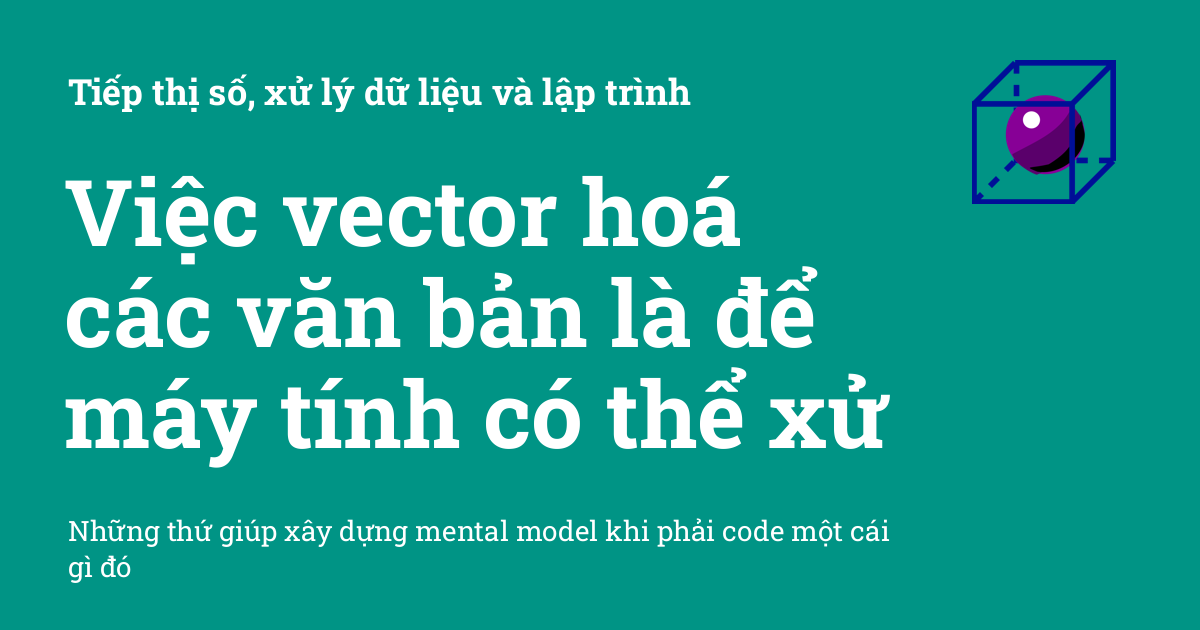 Tiếp thị số, xử lý dữ liệu và lập trình
Việc vector hoá
các văn bản là để
máy tính có thể xử
Những thứ giúp xây dựng mental model khi phải code một cái
gì đó